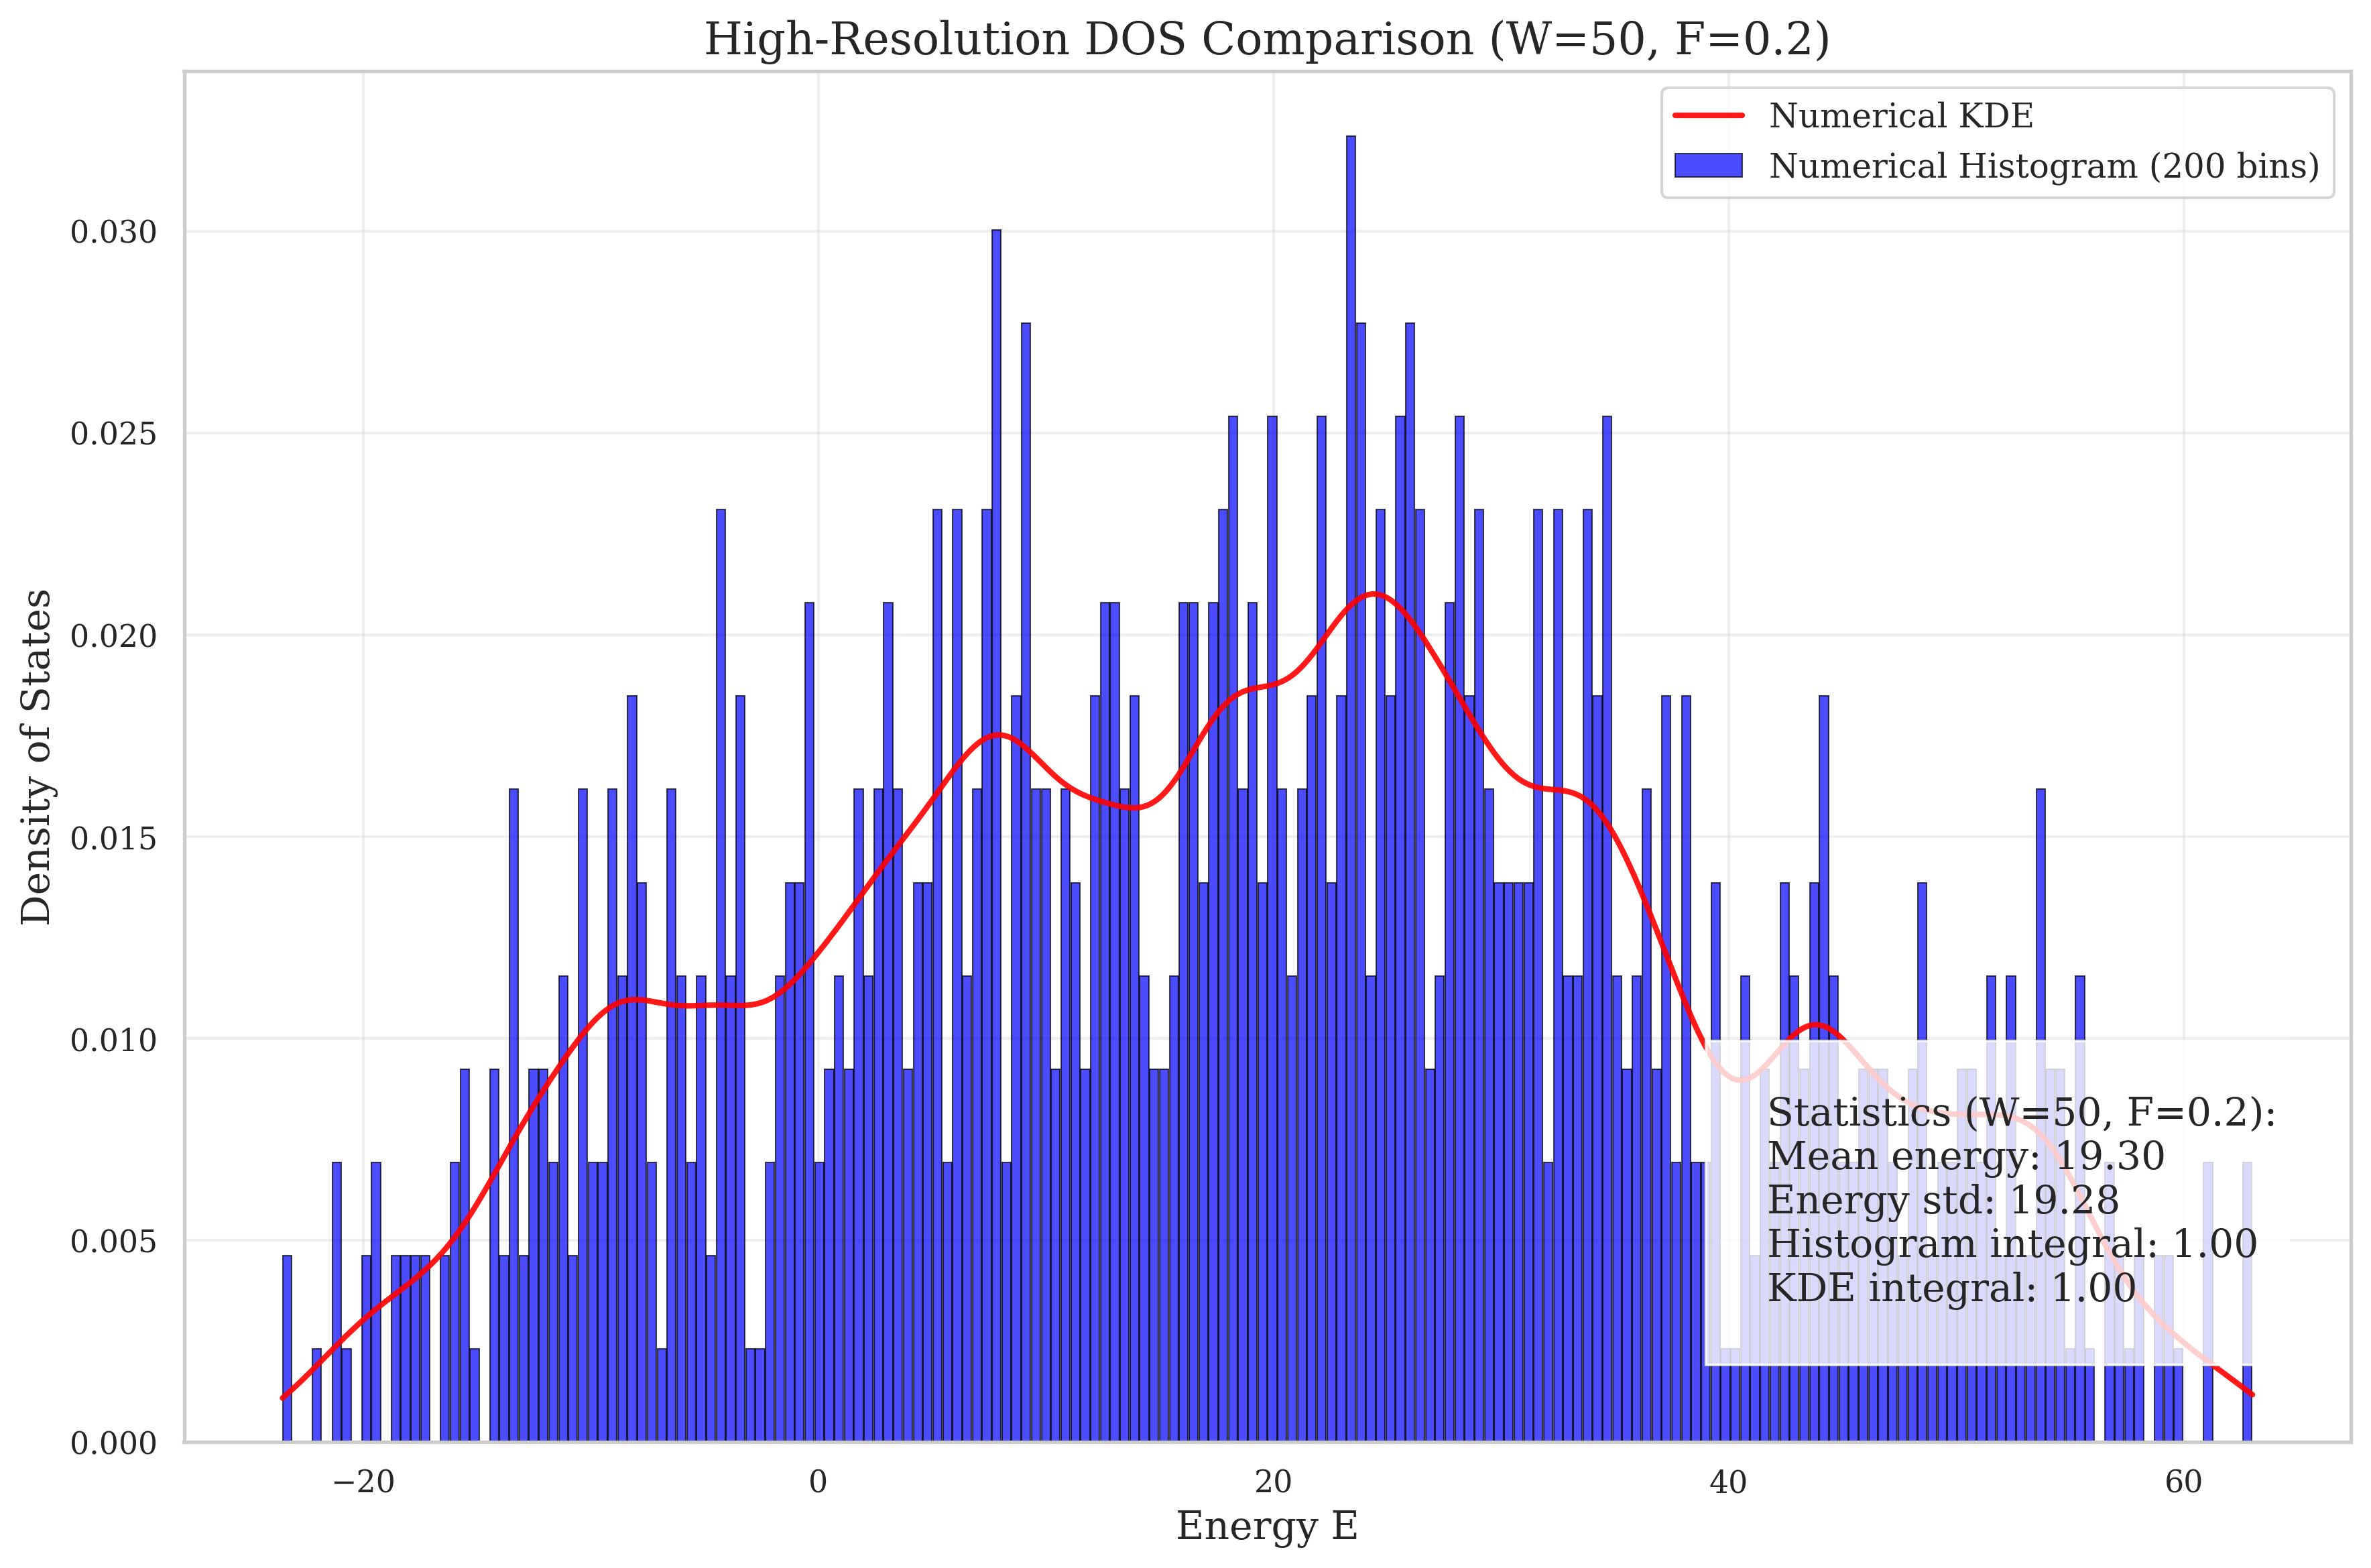 High-Resolution DOS Comparison (W=50, F=0.2)
Numerical KDE
Numerical Histogram (200 bins)
Density of States
0.030
0.025
0.020
0.015
0.010
0.005
0.000
Statistics (W=50, F=0.2):
Mean energy: 19.30
Energy std: 19.28
Histogram integral: 1.00
KDE integral: 1.00
−20 0 20 40 60
Energy E